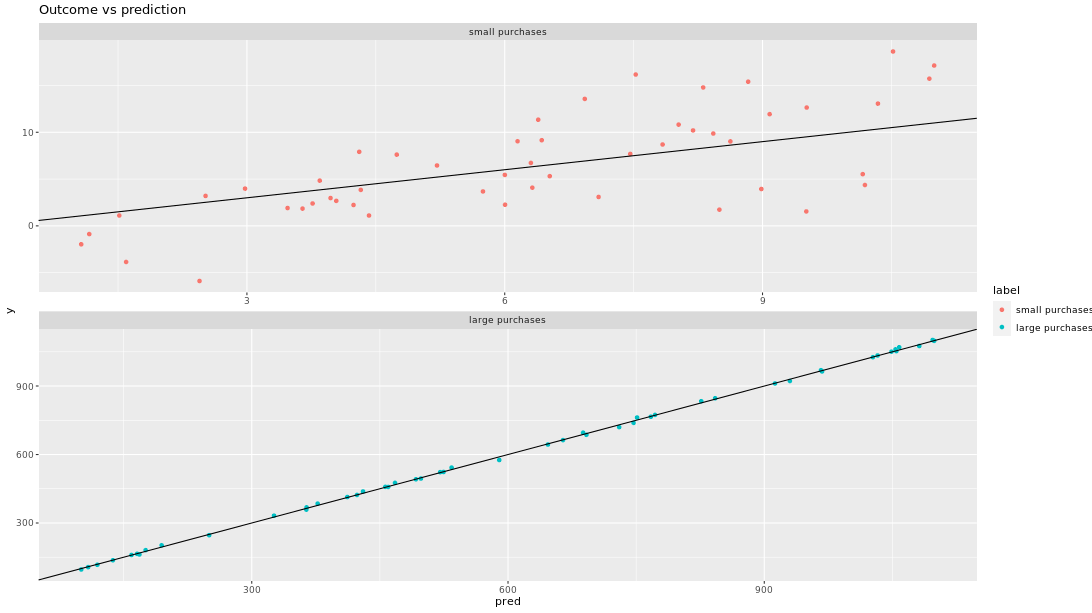 Outcome vs prediction
small purchases
10
0
3
6
9
large purchases
900
600
300
300
600
900
pred
y
label
small purchases
large purchases